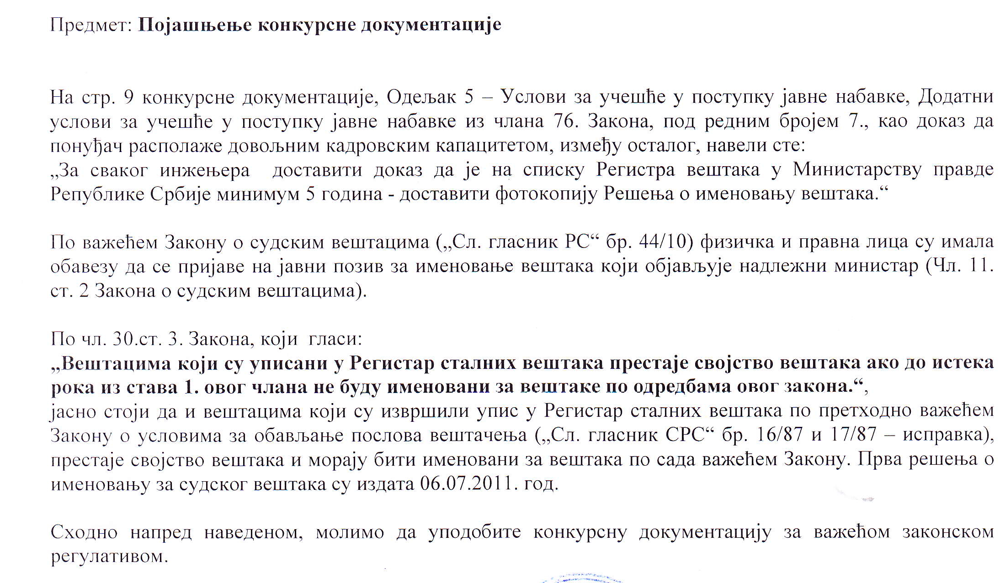 Предмет: Појашњење конкурсне документације
На стр. 9 конкурсне документације, Одељак 5 – Услови за учешће у поступку јавне набавке, Додатни
услови за учешће у поступку јавне набавке из члана 76. Закона, под редним бројем 7., као доказ да
понуђач располаже довољним кадровским капацитетом, између осталог, навели сте:
„За сваког инжењера доставити доказ да је на списку Регистра вештака у Министарству правде
Републике Србије минимум 5 година - доставити фотокопију Решења о именовању вештака.“
По важећем Закону о судским вештацима („Сл. гласник РС“ бр. 44/10) физичка и правна лица су имала
обавезу да се пријаве на јавни позив за именовање вештака који објављује надлежни министар (Чл. 11.
ст. 2 Закона о судским вештацима).
По чл. 30.ст. 3. Закона, који гласи:
„Вештацима који су уписани у Регистар сталних вештака престаје својство вештака ако до истека
рока из става 1. овог члана не буду именовани за вештаке по одредбама овог закона.“,
јасно стоји да и вештацима који су извршили упис у Регистар сталних вештака по претходно важећем
Закону о условима за обављање послова вештачења („Сл. гласник СРС“ бр. 16/87 и 17/87 – исправка),
престаје својство вештака и морају бити именовани за вештака по сада важећем Закону. Прва решења о
именовању за судског вештака су издата 06.07.2011. год.
Сходно напред наведеном, молимо да уподобите конкурсну документацију за важећом законском
регулативом.